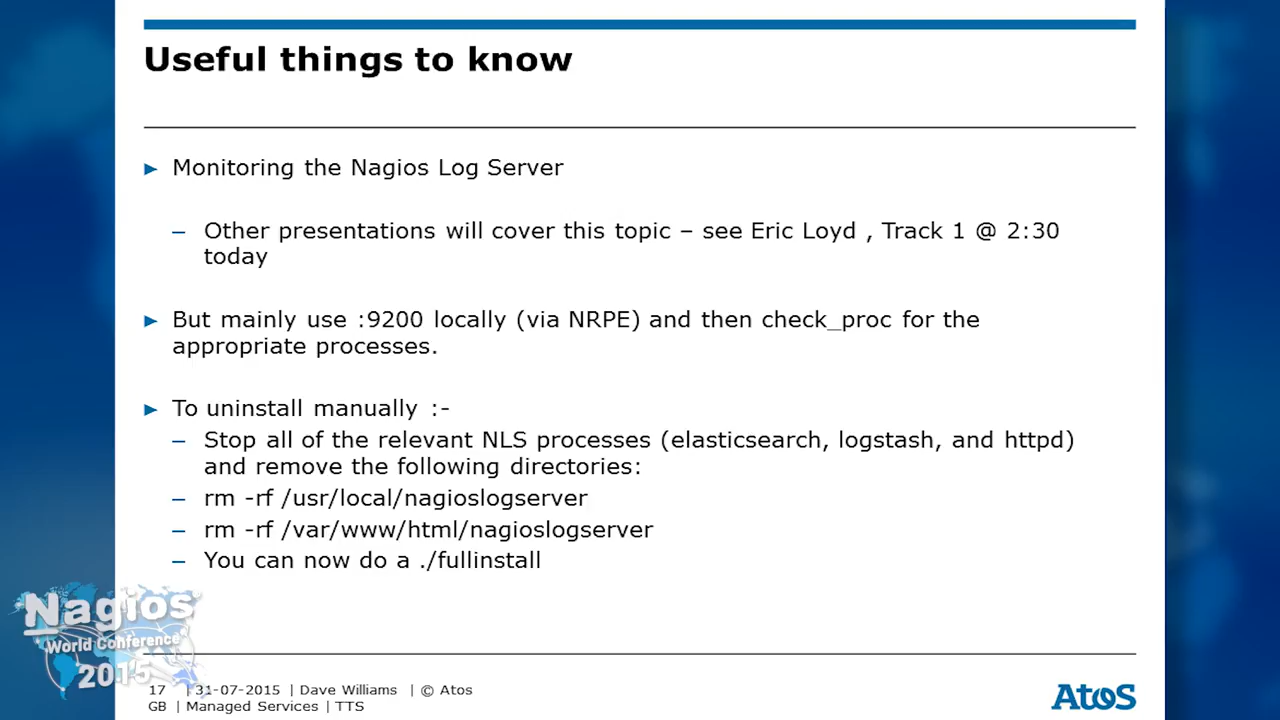 Useful things to know
Monitoring the Nagios Log Server
– Other presentations will cover this topic – see Eric Loyd , Track 1 @ 2:30
today
But mainly use :9200 locally (via NRPE) and then check_proc for the
appropriate processes.
To uninstall manually :-
– Stop all of the relevant NLS processes (elasticsearch, logstash, and httpd)
and remove the following directories:
– rm -rf /usr/local/nagioslogserver
– rm -rf /var/www/html/nagioslogserver
– You can now do a ./fullinstall
Nagios
World Conference
2015
17 | 31-07-2015 | Dave Williams | © Atos
GB | Managed Services | TTS
Atos